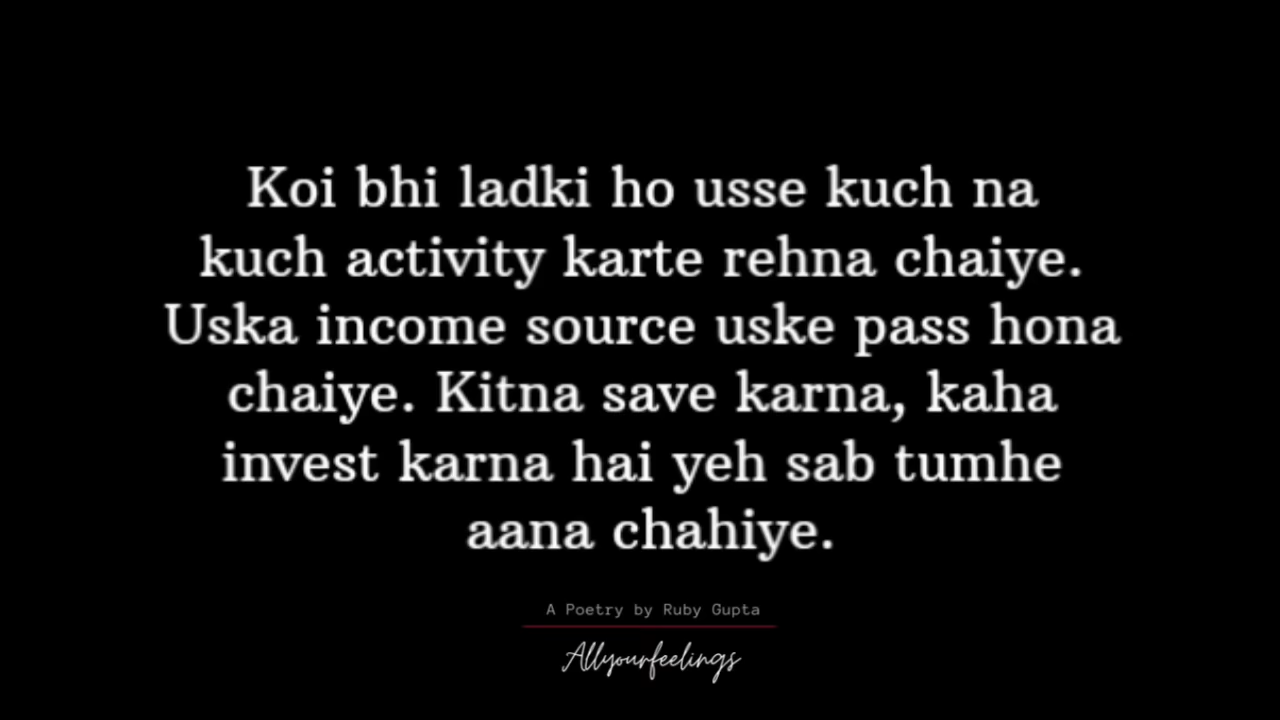 Koi bhi ladki ho usse kuch na
kuch activity karte rehna chaiye.
Uska income source uske pass hona
chaiye. Kitna save karna, kaha
invest karna hai yeh sab tumhe
aana chahiye.
A Poetry by Ruby Gupta
Allyourfeelings